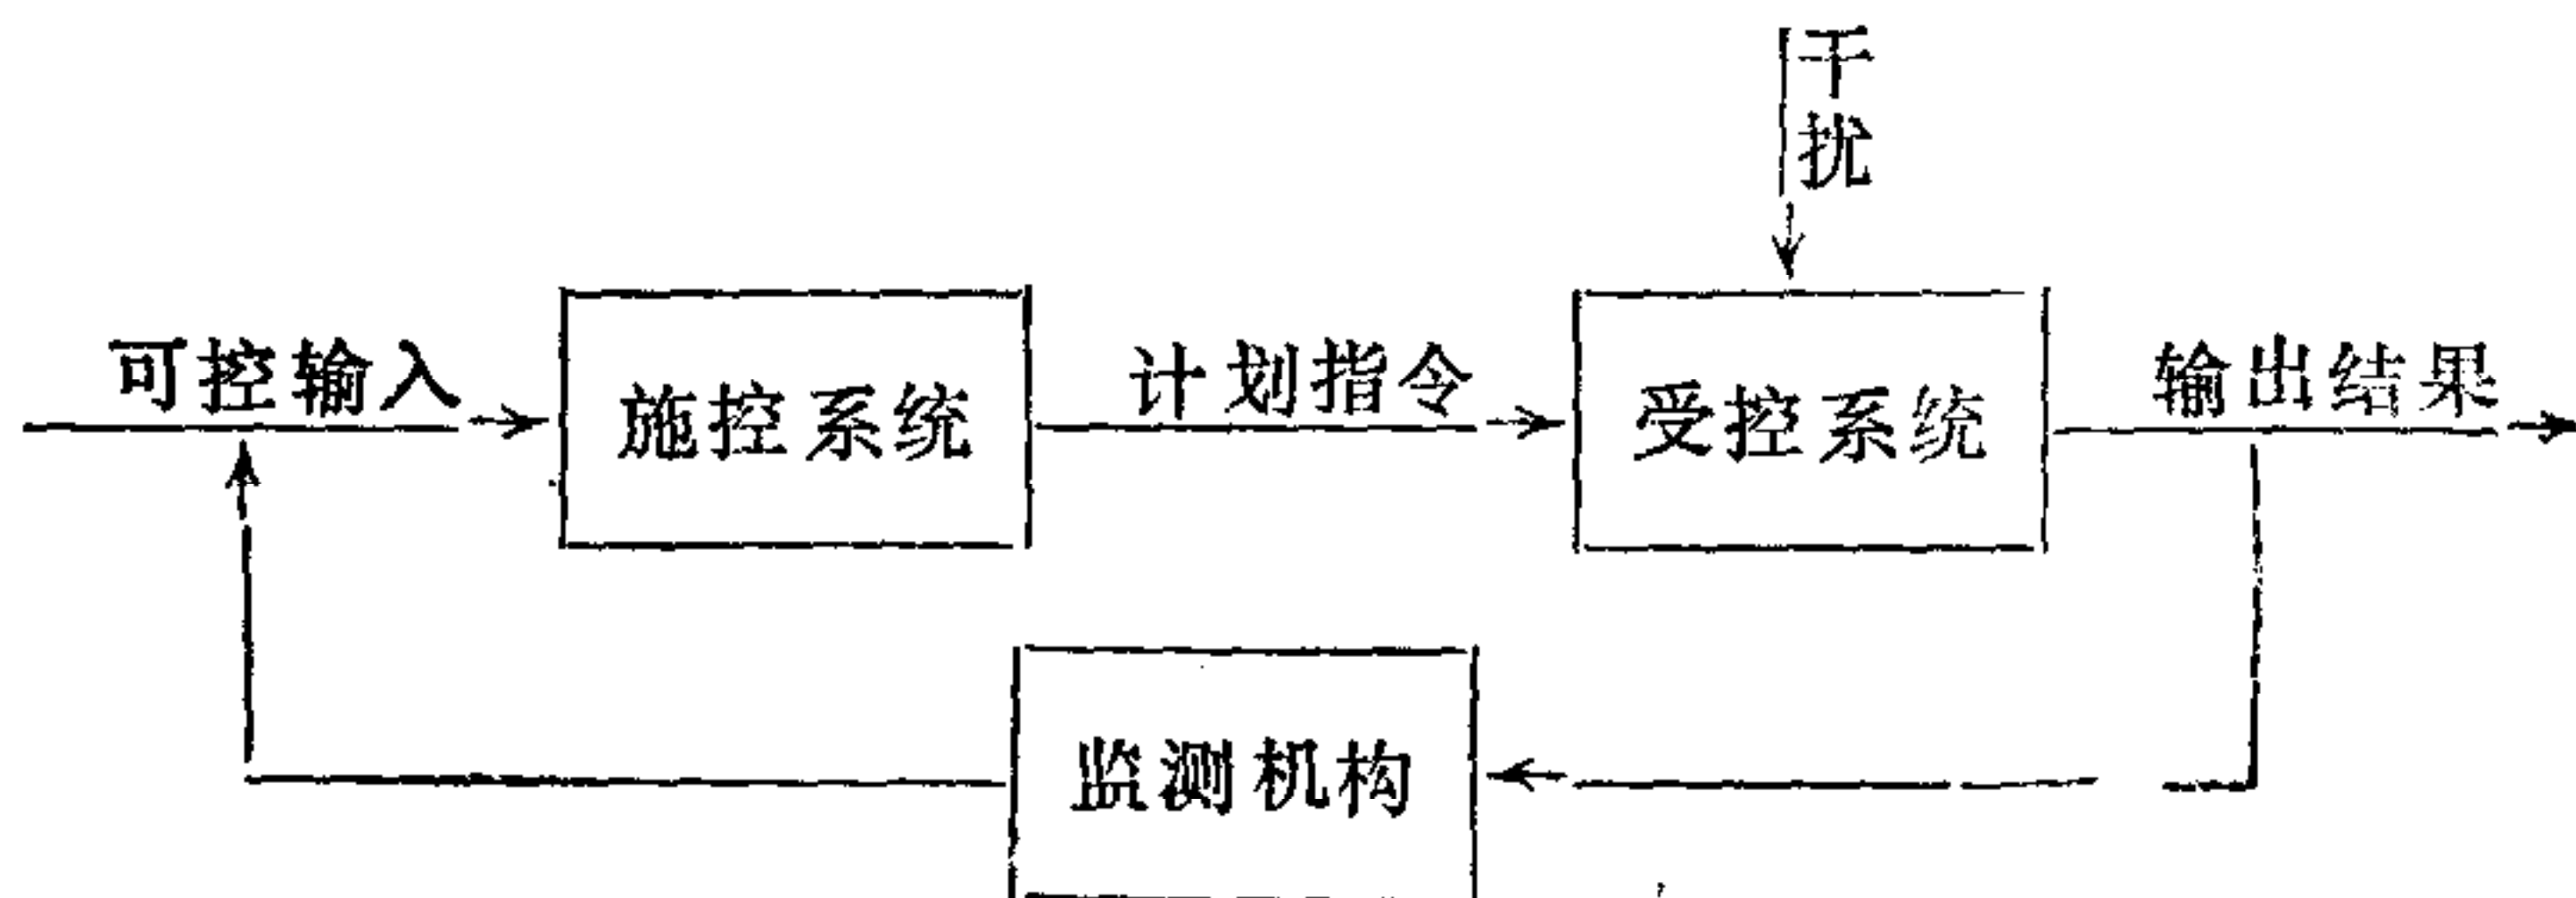 干扰
可控输入
施控系统
计划指令
受控系统
输出结果
监测机构